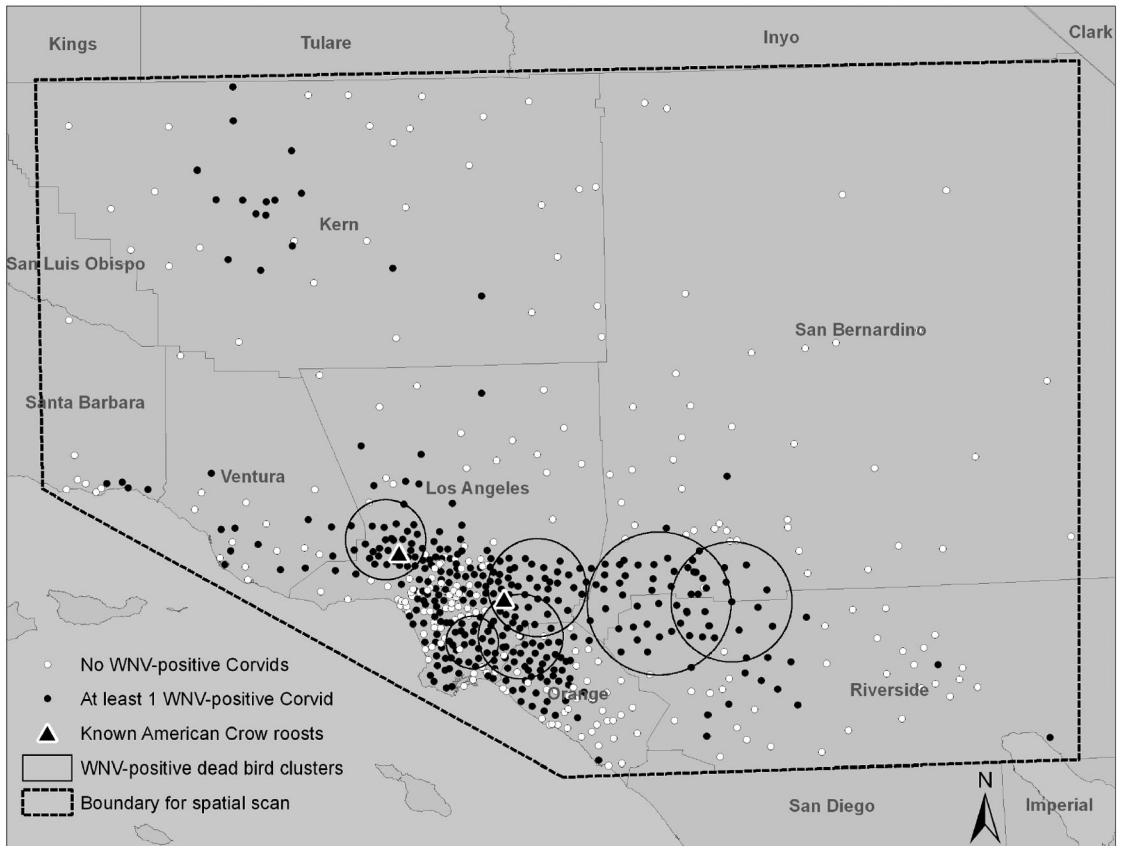 Kings
Tulare
Inyo
Clark
Kern
San Luis Obispo
San Bernardino
Santa Barbara
Ventura
Los Angeles
Orange
Riverside
San Diego
Imperial
No WNV-positive Corvids
At least 1 WNV-positive Corvid
Known American Crow roosts
WNV-positive dead bird clusters
Boundary for spatial scan
N